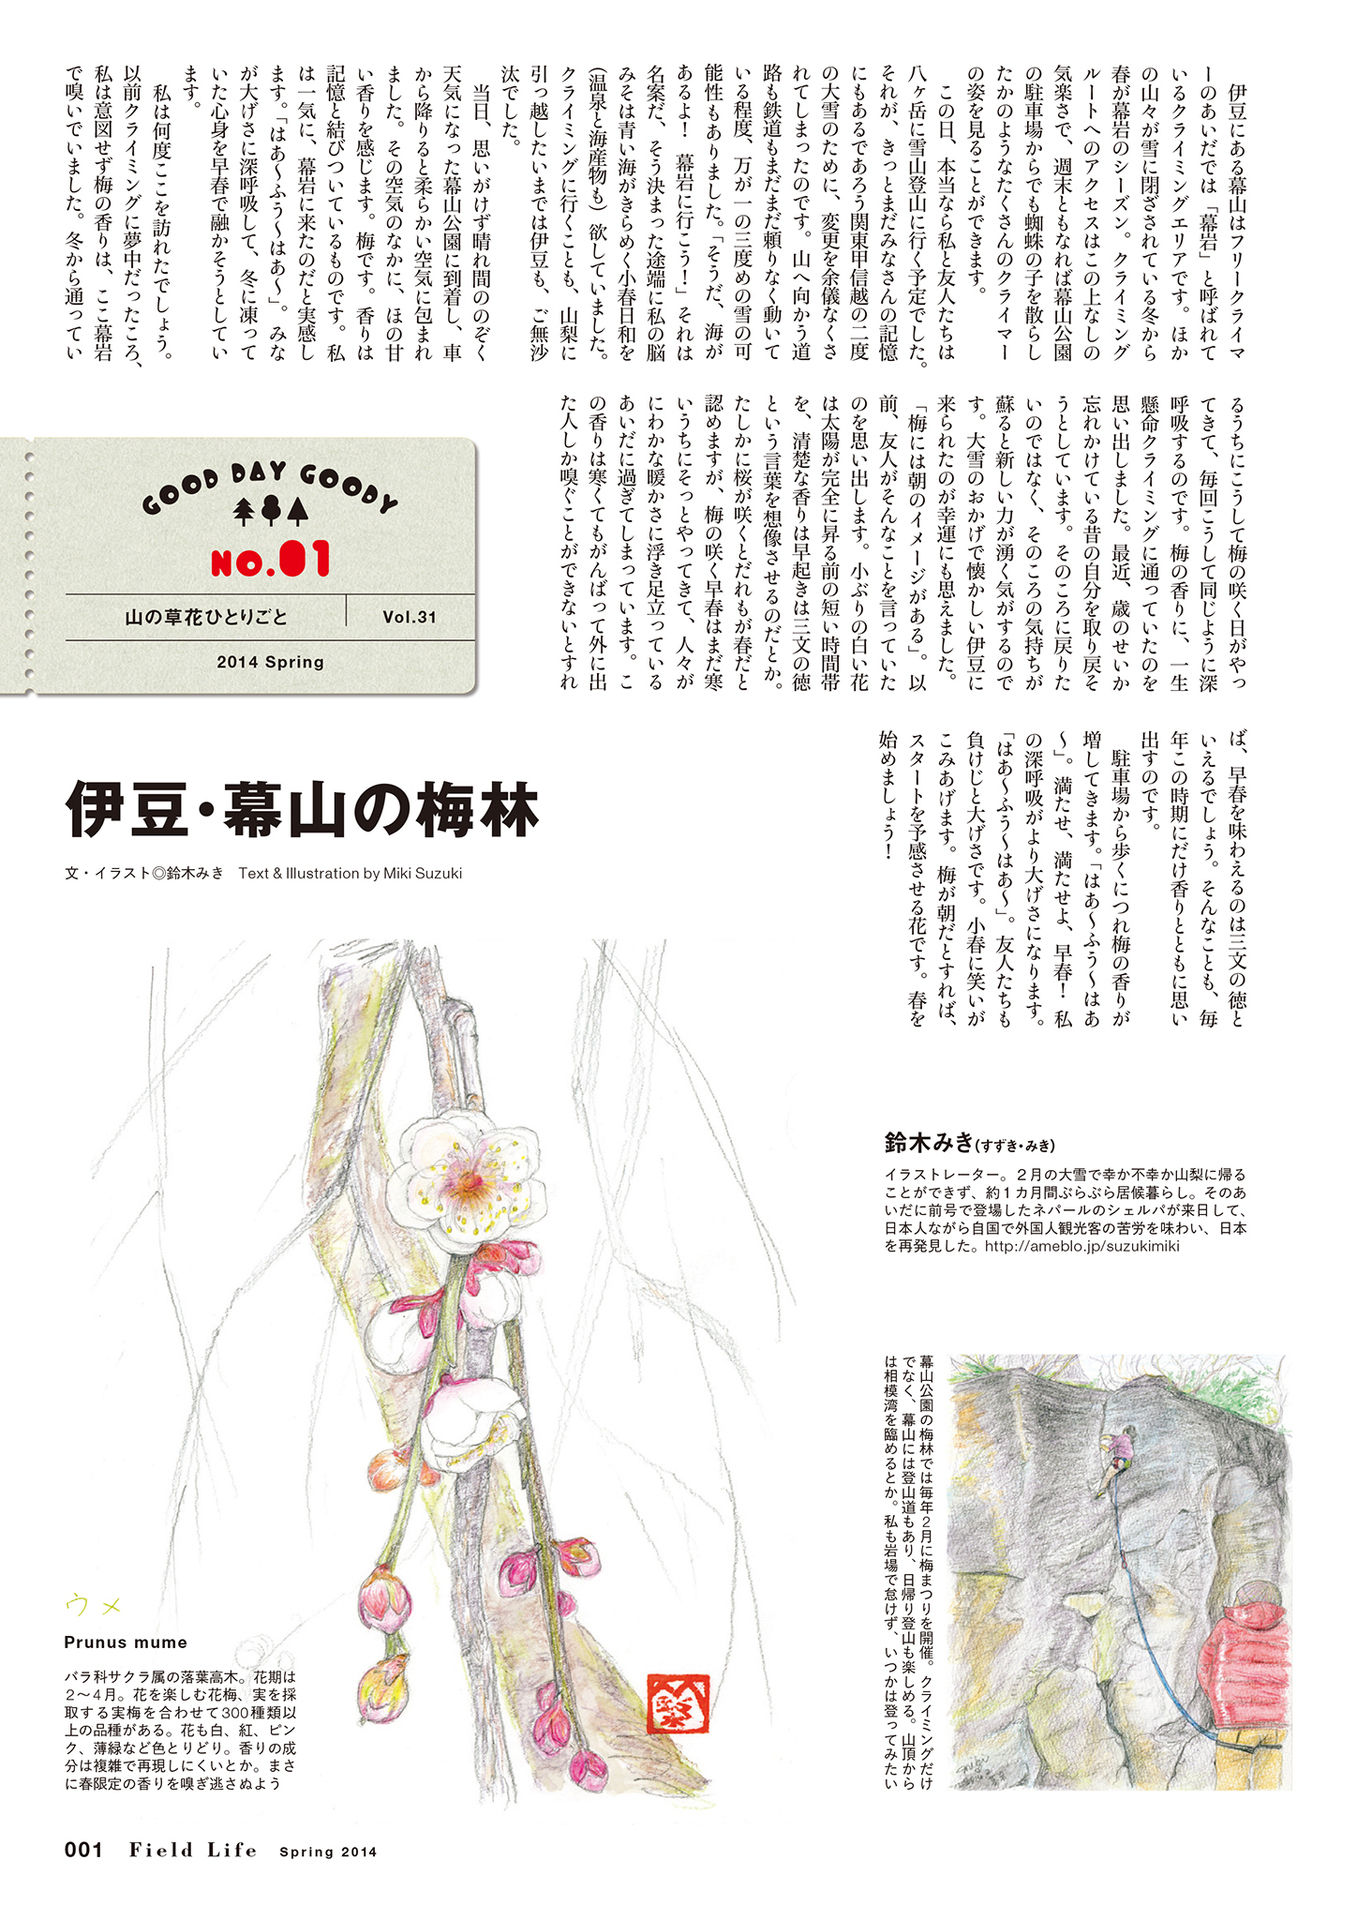 伊豆にある幕山はフリークライマ
ーのあいだでは「幕岩」と呼ばれて
いるクライミングエリアです。ほか
の山々が雪に閉ざされている冬から
春が幕岩のシーズン。クライミング
ルートへのアクセスはこの上なしの
気楽さで、週末ともなれば幕山公園
の駐車場からでも蜘蛛の子を散らし
たかのようなたくさんのクライマー
の姿を見ることができます。
この日、本当なら私と友人たちは
八ヶ岳に雪山登山に行く予定でした。
それが、きっとまだみなさんの記憶
にもあるであろう関東甲信越の二度
の大雪のために、変更を余儀なくさ
れてしまったのです。山へ向かう道
路も鉄道もまだまだ頼りなく動いて
いる程度、万が一の三度めの雪の可
能性もありました。「そうだ、海が
あるよ！　幕岩に行こう！」それは
名案だ、そう決まった途端に私の脳
みそは青い海がきらめく小春日和を
（温泉と海産物も）欲していました。
クライミングに行くことも、山梨に
引っ越したいまでは伊豆も、ご無沙
汰でした。
当日、思いがけず晴れ間ののぞく
天気になった幕山公園に到着し、車
から降りると柔らかい空気に包まれ
ました。その空気のなかに、ほの甘
い香りを感じます。梅です。香りは
記憶と結びついているものです。私
は一気に、幕岩に来たのだと実感し
ます。「はあ〜ふう〜はあ〜」。みな
が大げさに深呼吸して、冬に凍って
いた心身を早春で融かそうとしてい
ます。
私は何度ここを訪れたでしょう。
以前クライミングに夢中だったころ、
私は意図せず梅の香りは、ここ幕岩
で嗅いでいました。冬から通ってい
るうちにこうして梅の咲く日がやっ
てきて、毎回こうして同じように深
呼吸するのです。梅の香りに、一生
懸命クライミングに通っていたのを
思い出しました。最近、歳のせいか
忘れかけている昔の自分を取り戻そ
うとしています。そのころに戻りた
いのではなく、そのころの気持ちが
蘇ると新しい力が湧く気がするので
す。大雪のおかげで懐かしい伊豆に
来られたのが幸運にも思えました。
「梅には朝のイメージがある」。以
前、友人がそんなことを言っていた
のを思い出します。小ぶりの白い花
は太陽が完全に昇る前の短い時間帯
を、清楚な香りは早起きは三文の徳
という言葉を想像させるのだとか。
たしかに桜が咲くとだれもが春だと
認めますが、梅の咲く早春はまだ寒
いうちにそっとやってきて、人々が
にわかな暖かさに浮き足立っている
あいだに過ぎてしまっています。こ
の香りは寒くてもがんばって外に出
た人しか嗅ぐことができないとすれ
ば、早春を味わえるのは三文の徳と
いえるでしょう。そんなことも、毎
年この時期にだけ香りとともに思い
出すのです。
駐車場から歩くにつれ梅の香りが
増してきます。「はあ〜ふう〜はあ
〜」。満たせ、満たせよ、早春！　私
の深呼吸がより大げさになります。
「はあ〜ふう〜はあ〜」。友人たちも
負けじと大げさです。小春に笑いが
こみあげます。梅が朝だとすれば、
スタートを予感させる花です。春を
始めましょう！
GOOD DAY GOODY
NO.01
山の草花ひとりごと
Vol.31
2014 Spring
伊豆・幕山の梅林
文・イラスト◎鈴木みき　Text & Illustration by Miki Suzuki
鈴木みき（すずき・みき）
イラストレーター。２月の大雪で幸か不幸か山梨に帰る
ことができず、約１カ月間ぶらぶら居候暮らし。そのあ
いだに前号で登場したネパールのシェルパが来日して、
日本人ながら自国で外国人観光客の苦労を味わい、日本
を再発見した。http://ameblo.jp/suzukimiki
幕山公園の梅林では毎年２月に梅まつりを開催。クライミングだけ
でなく、幕山には登山道もあり、日帰り登山も楽しめる。山頂から
は相模湾を臨めるとか。私も岩場で怠けず、いつかは登ってみたい
ウメ
Prunus mume
バラ科サクラ属の落葉高木。花期は
２〜４月。花を楽しむ花梅、実を採
取する実梅を合わせて300種類以
上の品種がある。花も白、紅、ピン
ク、薄緑など色とりどり。香りの成
分は複雑で再現しにくいとか。まさ
に春限定の香りを嗅ぎ逃さぬよう
001　Field Life　Spring 2014